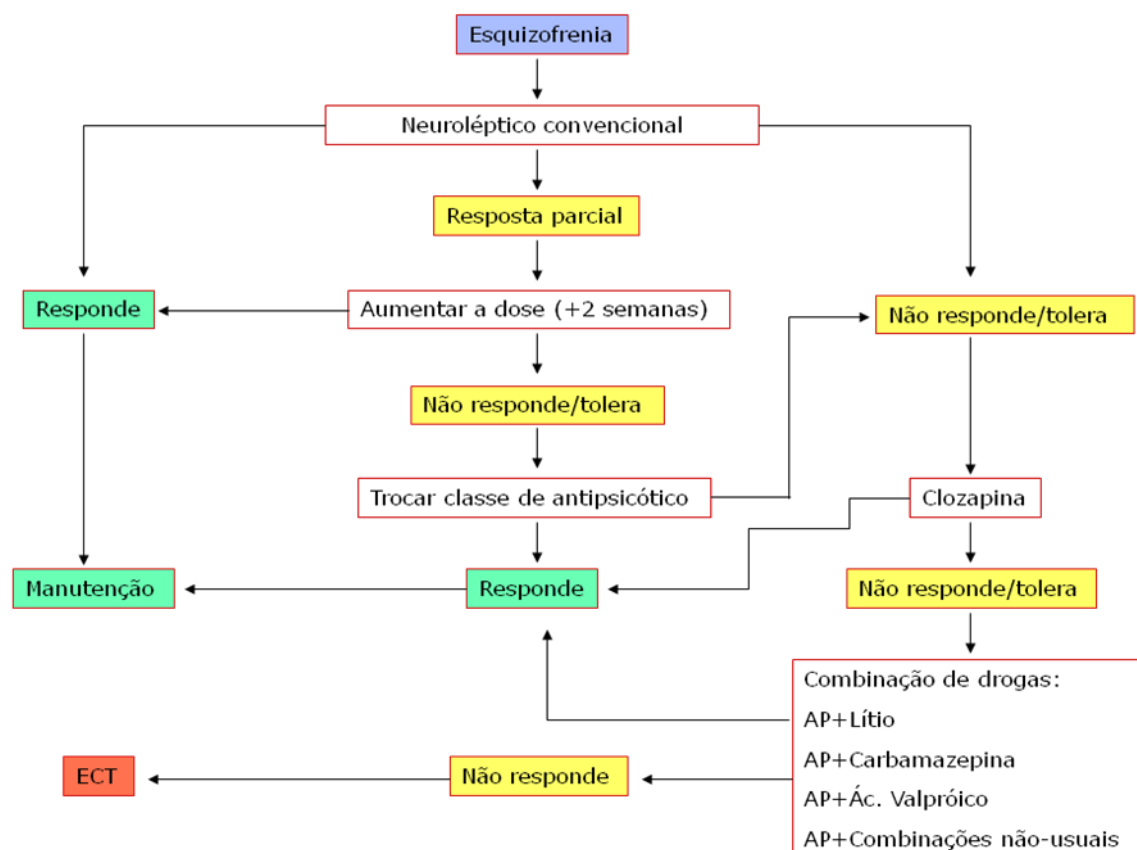 Esquizofrenia
Neuroléptico convencional
Resposta parcial
Responde
Aumentar a dose (+2 semanas)
Não responde/tolera
Não responde/tolera
Trocar classe de antipsicótico
Clozapina
Manutenção
Responde
Não responde/tolera
Combinação de drogas:
AP+Lítio
AP+Carbamazepina
AP+Ác. Valpróico
AP+Combinações não-usuais
ECT
Não responde